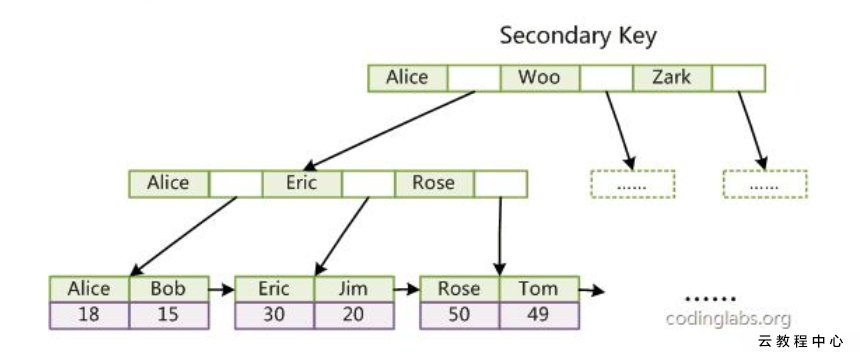 Secondary Key
Alice Woo Zark
Alice Eric Rose
...... ......
Alice Bob Eric Jim Rose Tom
18 15 30 20 50 49
......
codinglabs.org
云教程中心